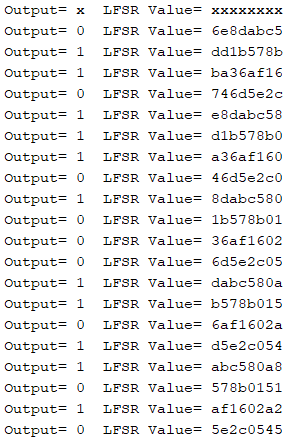 Output= x  LFSR Value= xxxxxxxx
Output= 0  LFSR Value= 6e8dabc5
Output= 1  LFSR Value= dd1b578b
Output= 1  LFSR Value= ba36af16
Output= 0  LFSR Value= 746d5e2c
Output= 1  LFSR Value= e8dabc58
Output= 1  LFSR Value= d1b578b0
Output= 1  LFSR Value= a36af160
Output= 0  LFSR Value= 46d5e2c0
Output= 1  LFSR Value= 8dabc580
Output= 0  LFSR Value= 1b578b01
Output= 0  LFSR Value= 36af1602
Output= 0  LFSR Value= 6d5e2c05
Output= 1  LFSR Value= dabc580a
Output= 1  LFSR Value= b578b015
Output= 0  LFSR Value= 6af1602a
Output= 1  LFSR Value= d5e2c054
Output= 1  LFSR Value= abc580a8
Output= 0  LFSR Value= 578b0151
Output= 1  LFSR Value= af1602a2
Output= 0  LFSR Value= 5e2c0545